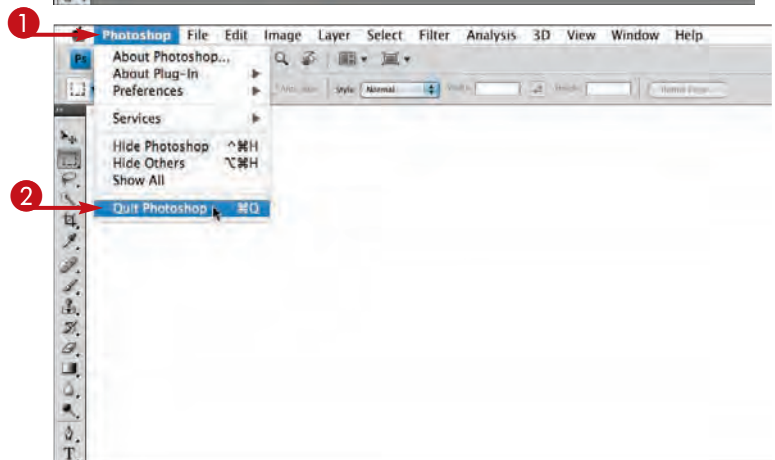 1
Photoshop File Edit Image Layer Select Filter Analysis 3D View Window Help
Ps
About Photoshop...
About Plug-In
Preferences
Style: Normal
Services
Hide Photoshop ^⌘H
Hide Others ⌥⌘H
Show All
2
Quit Photoshop ⌘Q
T